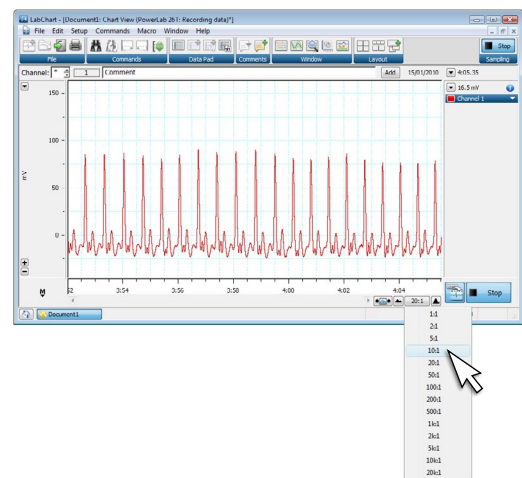 LabChart - [Document1: Chart View (PowerLab 26T: Recording data)*]
File Edit Setup Commands Macro Window Help
Stop
File Commands Data Pad Comments Window Layout Sampling
Channel: * 1 Comment Add 15/01/2010 4:05.35
150
16.5 mV
Channel 1
100
mV
50
0
M
3:54 3:56 3:58 4:00 4:02 4:04
20:1
Stop
Document1
1:1
2:1
5:1
10:1
20:1
50:1
100:1
200:1
500:1
1k:1
2k:1
5k:1
10k:1
20k:1